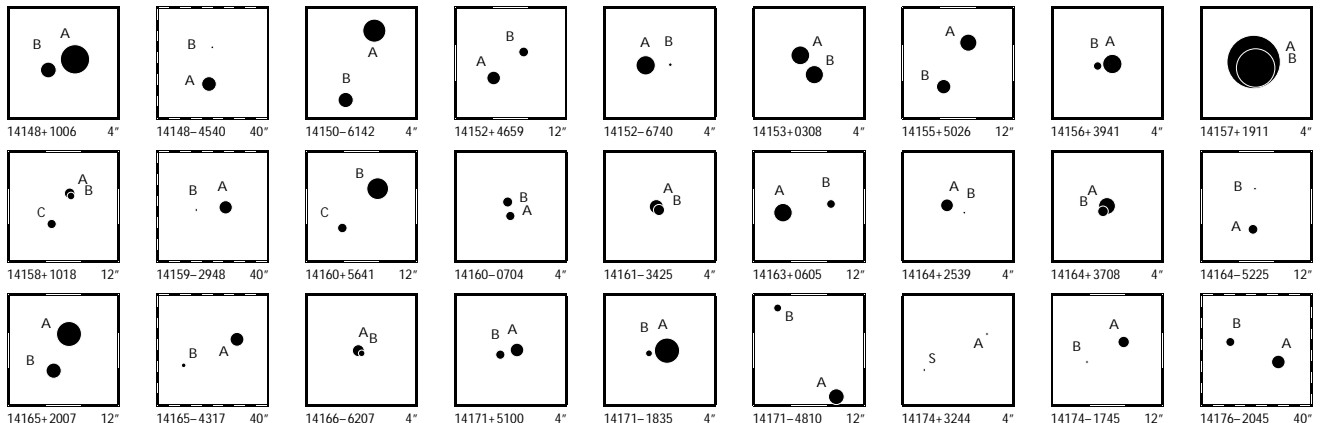 A B A B
14148+1006 4″
B A
14148−4540 40″
A B
14150−6142 4″
B A
14152+4659 12″
A B
14152−6740 4″
A B
14153+0308 4″
A B
14155+5026 12″
B A
14156+3941 4″
A B
14157+1911 4″
A B C
14158+1018 12″
B A
14159−2948 40″
B C
14160+5641 12″
B A
14160−0704 4″
A B
14161−3425 4″
A B
14163+0605 12″
A B
14164+2539 4″
A B
14164+3708 4″
B A
14164−5225 12″
A B
14165+2007 12″
B A
14165−4317 40″
A B
14166−6207 4″
B A
14171+5100 4″
B A
14171−1835 4″
B A
14171−4810 12″
A S
14174+3244 4″
A B
14174−1745 12″
B A
14176−2045 40″